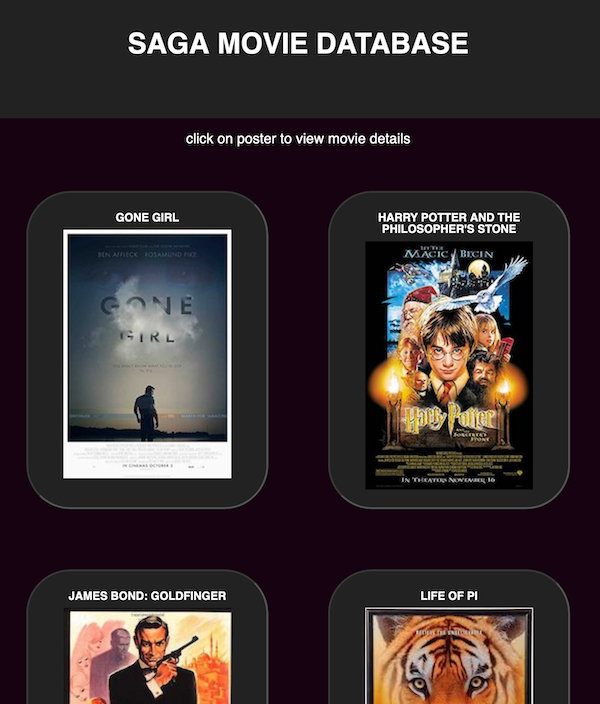 SAGA MOVIE DATABASE
click on poster to view movie details
GONE GIRL
HARRY POTTER AND THE
PHILOSOPHER'S STONE
BEN AFFLECK ROSAMUND PIKE
GONE
GIRL
IN CINEMAS OCTOBER 2
LET THE
MAGIC BEGIN
Harry Potter
AND THE
SORCERER'S
STONE
IN THEATERS NOVEMBER 16
JAMES BOND: GOLDFINGER
LIFE OF PI
BELIEVE THE UNBELIEVABLE